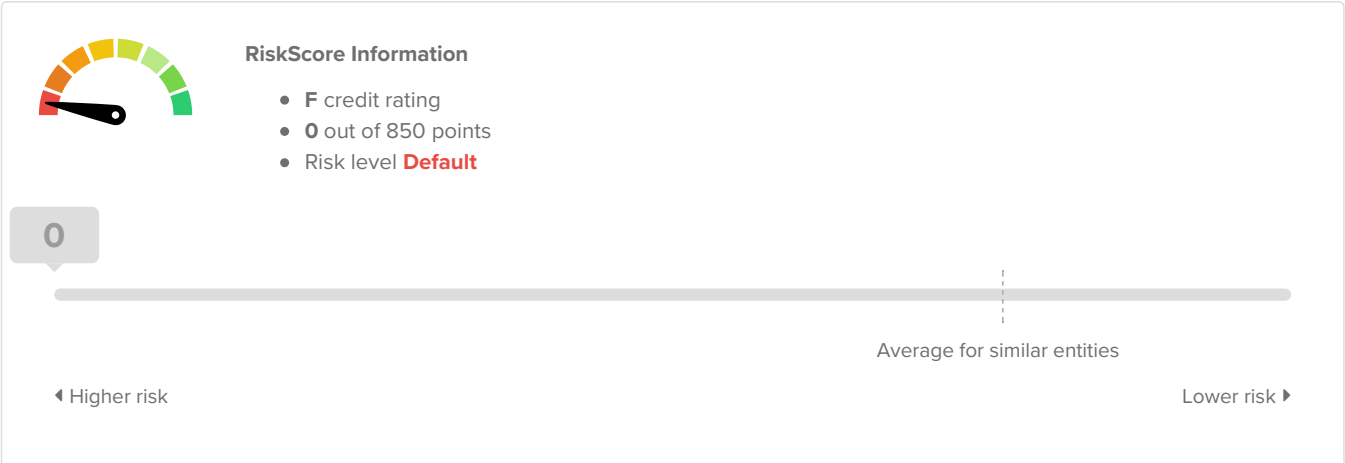 RiskScore Information
• F credit rating
• 0 out of 850 points
• Risk level Default
0
Average for similar entities
Higher risk
Lower risk